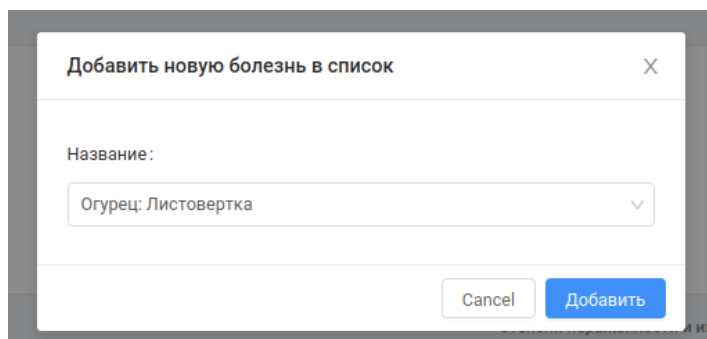 Добавить новую болезнь в список
Название:
Огурец: Листовертка
Cancel Добавить